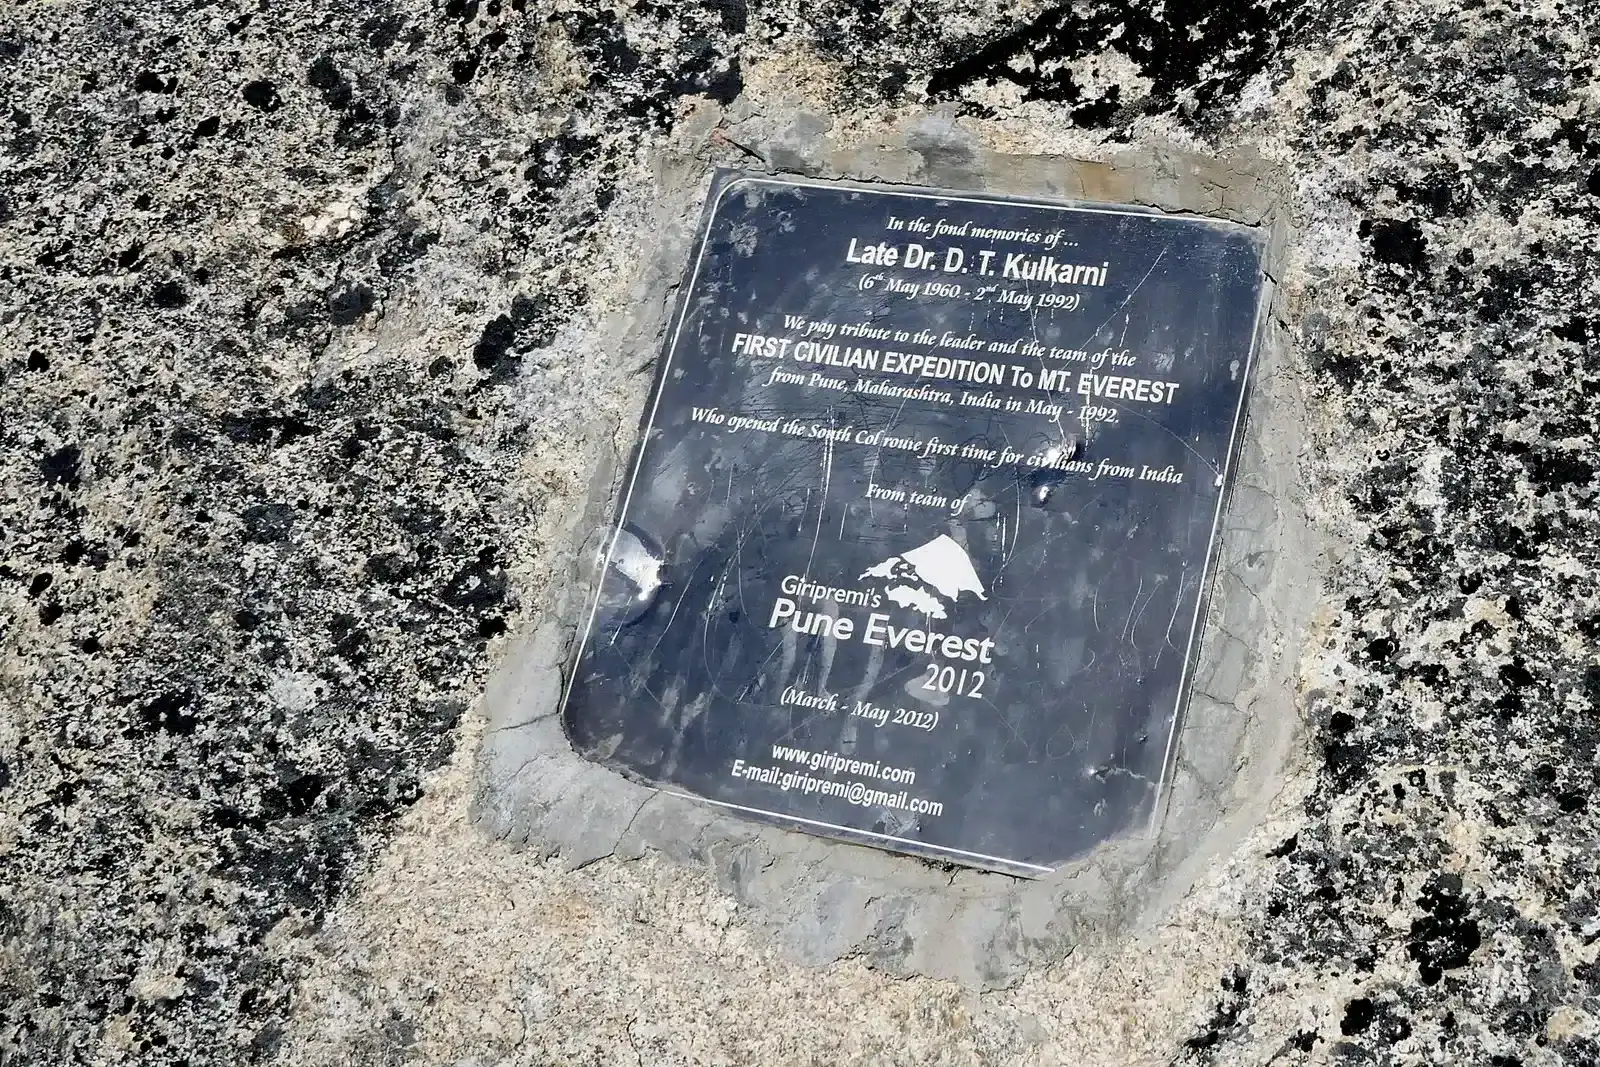 In the fond memories of ...
Late Dr. D. T. Kulkarni
(6th May 1960 - 2nd May 1992)
We pay tribute to the leader and the team of the
FIRST CIVILIAN EXPEDITION To MT. EVEREST
from Pune, Maharashtra, India in May - 1992.
Who opened the South Col route first time for civilians from India
From team of
Giripremi's
Pune Everest
2012
(March - May 2012)
www.giripremi.com
E-mail:giripremi@gmail.com